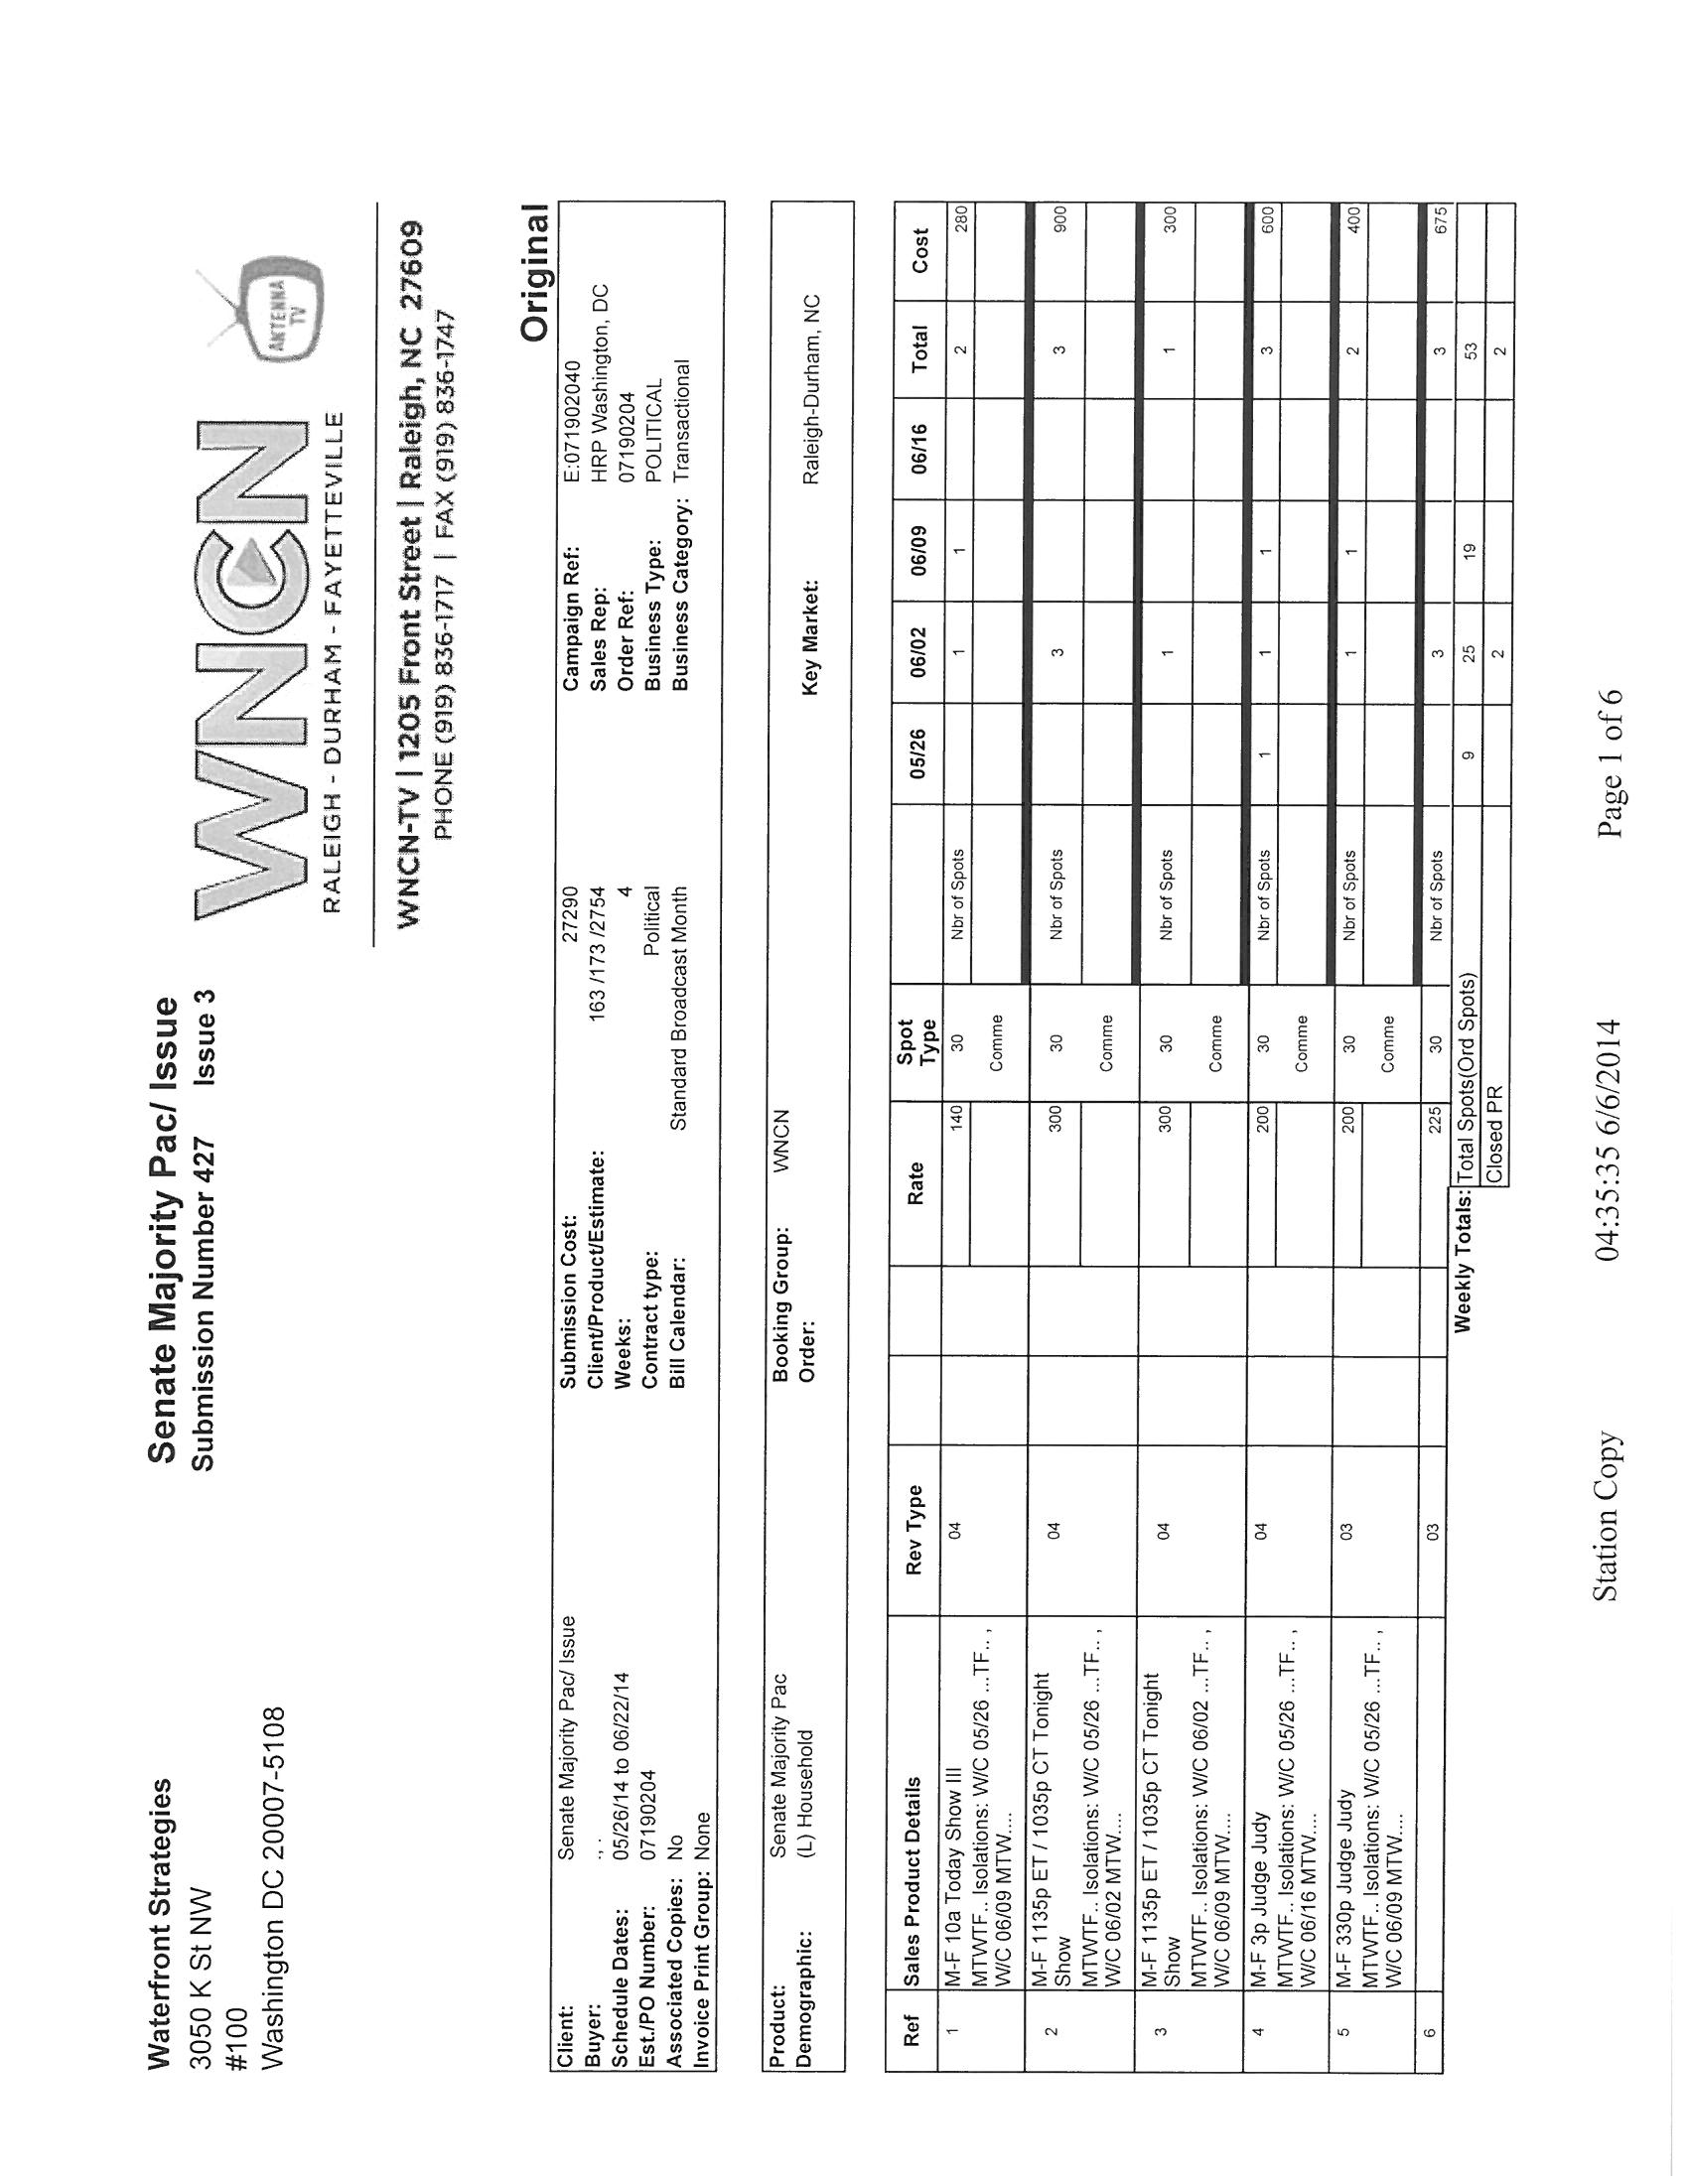 Waterfront Strategies
3050 K St NW
#100
Washington DC 20007-5108
Senate Majority Pac/ Issue
Submission Number 427 Issue 3
WNCN
RALEIGH - DURHAM - FAYETTEVILLE
ANTENNA
TV
WNCN-TV | 1205 Front Street | Raleigh, NC 27609
PHONE (919) 836-1717 | FAX (919) 836-1747
Original
Client: Senate Majority Pac/ Issue Submission Cost: 27290 Campaign Ref: E:071902040
Buyer: ., . Client/Product/Estimate: 163 /173 /2754 Sales Rep: HRP Washington, DC
Schedule Dates: 05/26/14 to 06/22/14 Weeks: 4 Order Ref: 07190204
Est./PO Number: 07190204 Contract type: Political Business Type: POLITICAL
Associated Copies: No Bill Calendar: Standard Broadcast Month Business Category: Transactional
Invoice Print Group: None
Product: Senate Majority Pac Booking Group: WNCN
Demographic: (L) Household Order: Key Market: Raleigh-Durham, NC
Ref Sales Product Details Rev Type Rate Spot Type 05/26 06/02 06/09 06/16 Total Cost
1 M-F 10a Today Show III 04 140 30 Nbr of Spots 1 1 2 280
MTWTF.. Isolations: W/C 05/26 ...TF.. , Comme
W/C 06/09 MTW....
2 M-F 1135p ET / 1035p CT Tonight 04 300 30 Nbr of Spots 3 3 900
Show
MTWTF.. Isolations: W/C 05/26 ...TF.. , Comme
W/C 06/02 MTW....
3 M-F 1135p ET / 1035p CT Tonight 04 300 30 Nbr of Spots 1 1 300
Show
MTWTF.. Isolations: W/C 06/02 ...TF.. , Comme
W/C 06/09 MTW....
4 M-F 3p Judge Judy 04 200 30 Nbr of Spots 1 1 1 3 600
MTWTF.. Isolations: W/C 05/26 ...TF.. , Comme
W/C 06/16 MTW....
5 M-F 330p Judge Judy 03 200 30 Nbr of Spots 1 1 2 400
MTWTF.. Isolations: W/C 05/26 ...TF.. , Comme
W/C 06/09 MTW....
6 03 225 30 Nbr of Spots 3 3 675
Weekly Totals: Total Spots(Ord Spots) 9 25 19 53
Closed PR 2 2
Station Copy 04:35:35 6/6/2014 Page 1 of 6